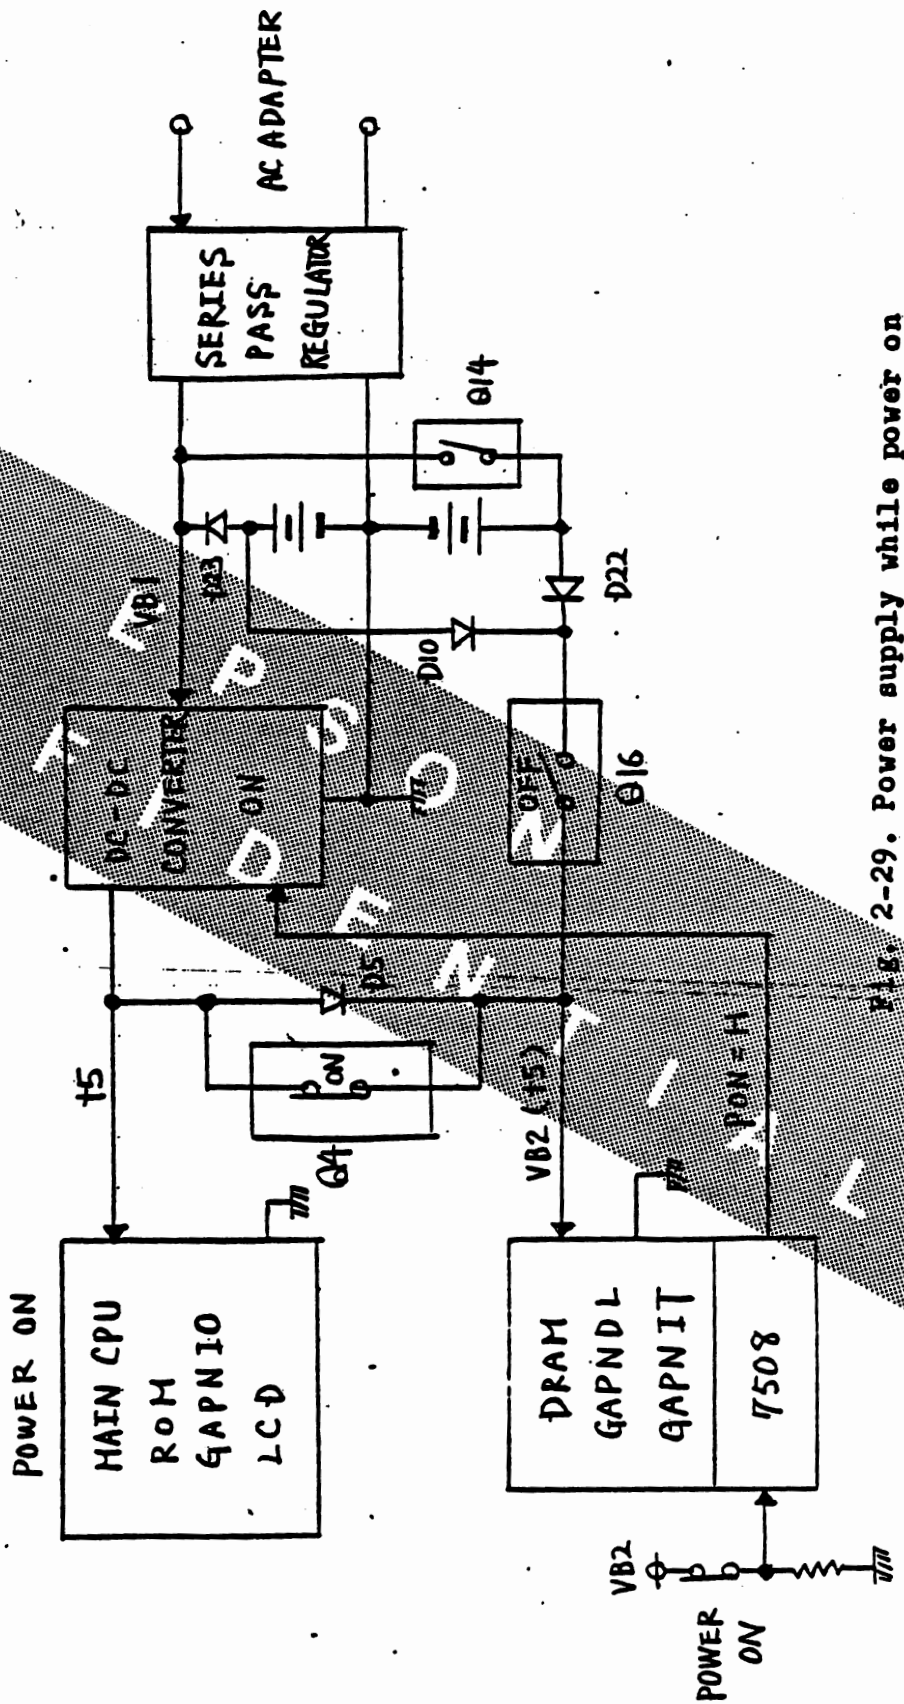 POWER ON
MAIN CPU
ROM
GAPNIO
LCD
+5
Q4
ON
D5
DC-DC
CONVERTER
ON
VB1
D23
SERIES
PASS
REGULATOR
AC ADAPTER
Q14
D10
D22
OFF
Q16
VB2 (+5)
DRAM
GAPNDL
GAPNIT
7508
PON=H
VB2
POWER
ON
EPSON
FIDENTIAL
Fig. 2-29. Power supply while power on